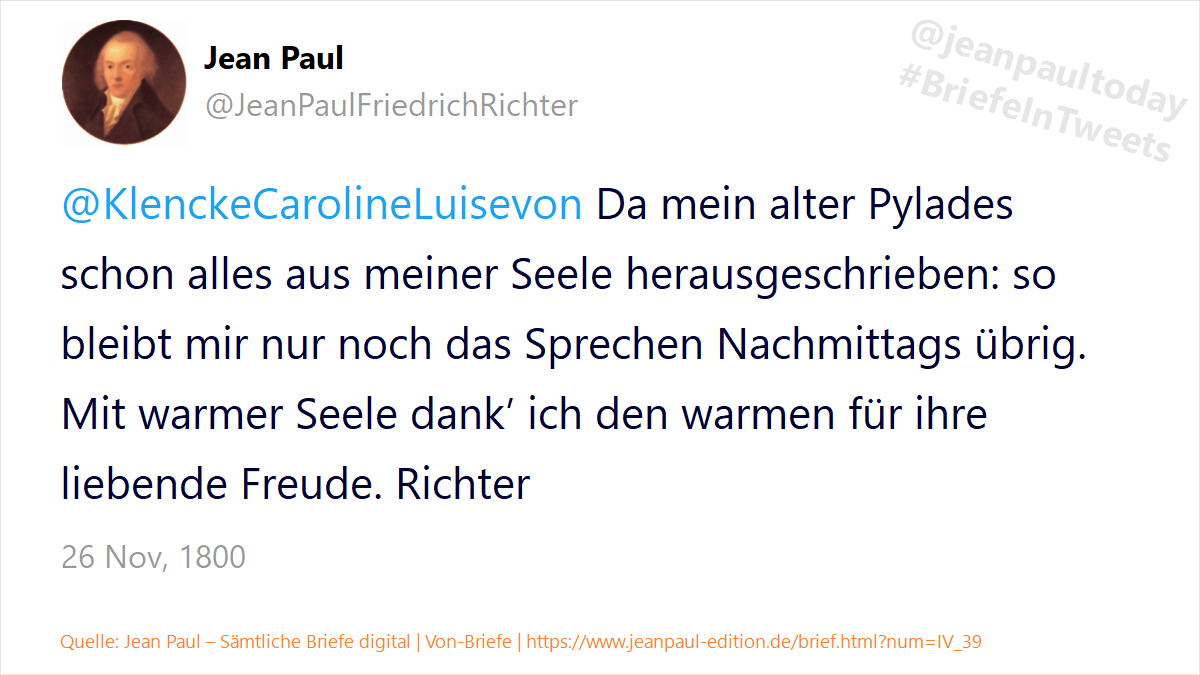 Jean Paul
@JeanPaulFriedrichRichter
@jeanpaultoday
#BriefeInTweets
@KlenckeCarolineLuisevon Da mein alter Pylades
schon alles aus meiner Seele herausgeschrieben: so
bleibt mir nur noch das Sprechen Nachmittags übrig.
Mit warmer Seele dank’ ich den warmen für ihre
liebende Freude. Richter
26 Nov, 1800
Quelle: Jean Paul – Sämtliche Briefe digital | Von-Briefe | https://www.jeanpaul-edition.de/brief.html?num=IV_39